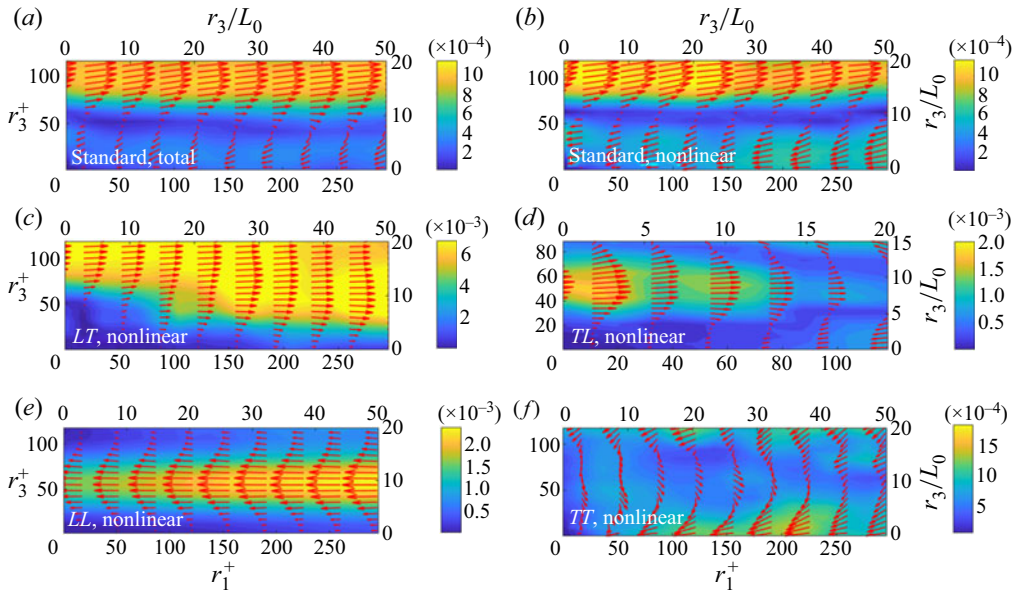 (a) r₃/L₀ (b) r₃/L₀
0 10 20 30 40 50 (×10⁻⁴) 0 10 20 30 40 50 (×10⁻⁴)
100 20 10 20 10
8 8
r₃⁺ 50 10 6 10 6 r₃/L₀
4 4
Standard, total 0 2 Standard, nonlinear 0 2
0 50 100 150 200 250 0 50 100 150 200 250
(c) 0 10 20 30 40 50 (×10⁻³) (d) 0 5 10 15 20 (×10⁻³)
100 20 6 80 15 2.0
r₃⁺ 50 10 4 60 10 1.5 r₃/L₀
40 5 1.0
LT, nonlinear 0 2 20 TL, nonlinear 0 0.5
0 50 100 150 200 250 0 20 40 60 80 100
(e) 0 10 20 30 40 50 (×10⁻³) (f) 0 10 20 30 40 50 (×10⁻⁴)
100 20 2.0 100 20 15
r₃⁺ 50 10 1.5 50 10 10 r₃/L₀
1.0
LL, nonlinear 0 0.5 TT, nonlinear 0 5
0 50 100 150 200 250 0 50 100 150 200 250
r₁⁺ r₁⁺